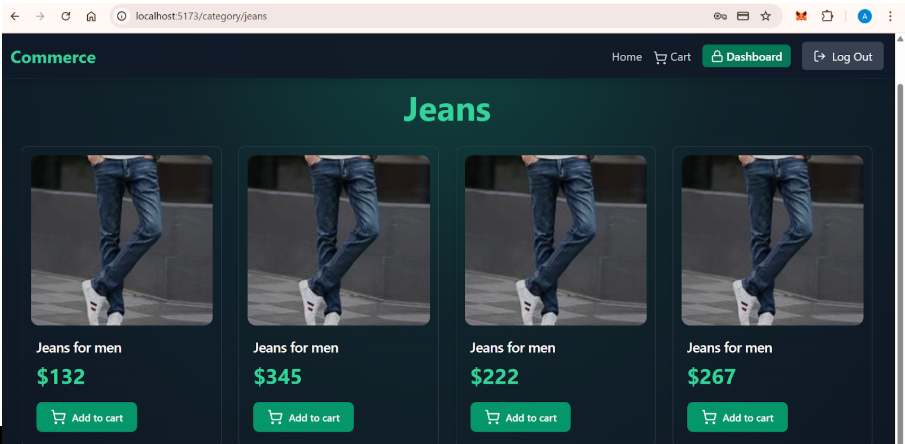 localhost:5173/category/jeans
A
Commerce
Home Cart Dashboard Log Out
Jeans
Jeans for men Jeans for men Jeans for men Jeans for men
$132 $345 $222 $267
Add to cart Add to cart Add to cart Add to cart